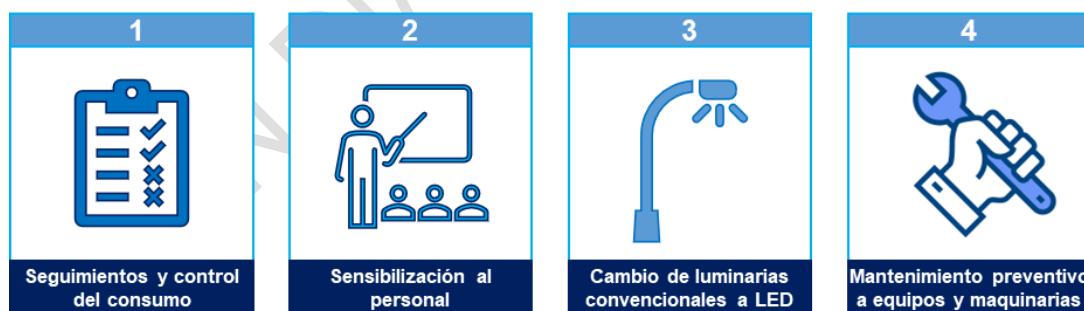 1
Seguimientos y control
del consumo
2
Sensibilización al
personal
3
Cambio de luminarias
convencionales a LED
4
Mantenimiento preventivo
a equipos y maquinarias